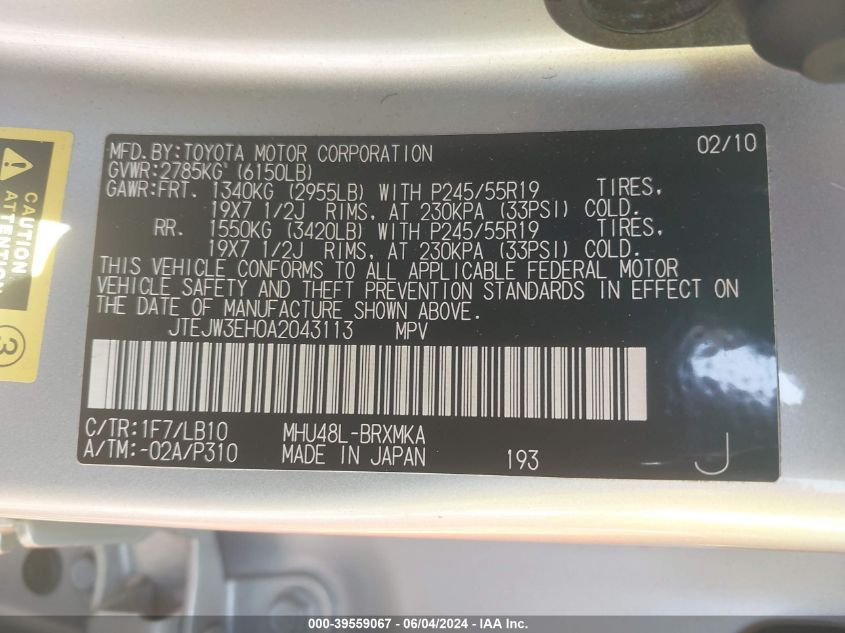 MFD.BY:TOYOTA MOTOR CORPORATION 02/10
GVWR:2785KG (6150LB)
GAWR:FRT. 1340KG (2955LB) WITH P245/55R19 TIRES,
19X7 1/2J RIMS, AT 230KPA (33PSI) COLD.
RR. 1550KG (3420LB) WITH P245/55R19 TIRES,
19X7 1/2J RIMS, AT 230KPA (33PSI) COLD.
THIS VEHICLE CONFORMS TO ALL APPLICABLE FEDERAL MOTOR
VEHICLE SAFETY AND THEFT PREVENTION STANDARDS IN EFFECT ON
THE DATE OF MANUFACTURE SHOWN ABOVE.
JTEJW3EH0A2043113 MPV
C/TR:1F7/LB10 MHU48L-BRXMKA
A/TM:-02A/P310 MADE IN JAPAN 193 J
CAUTION
ATTENTION
3
000-39559067 - 06/04/2024 - IAA Inc.